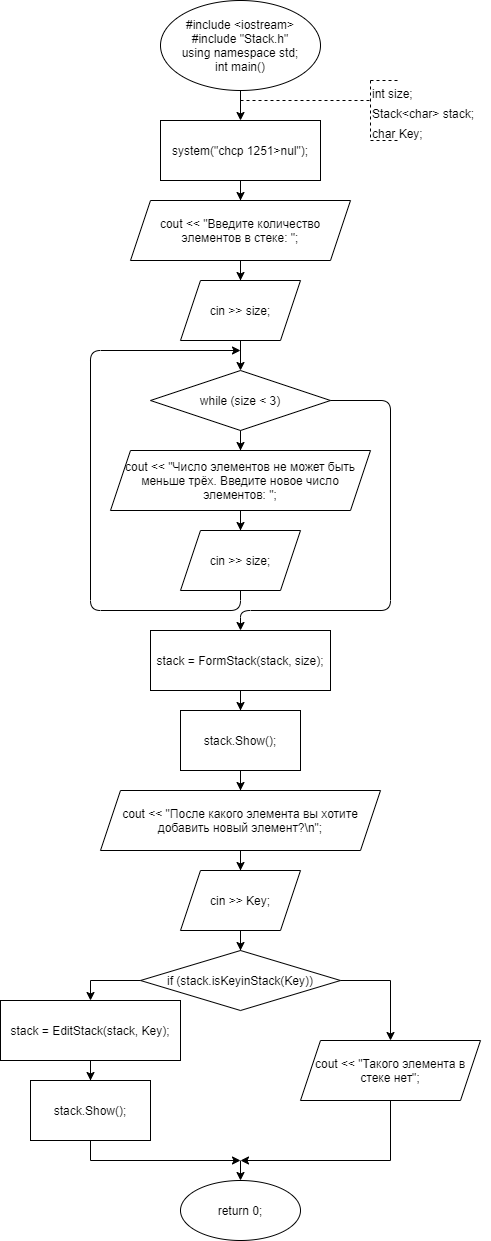 #include <iostream>
#include "Stack.h"
using namespace std;
int main()
int size;
Stack<char> stack;
char Key;
system("chcp 1251>nul");
cout << "Введите количество
элементов в стеке: ";
cin >> size;
while (size < 3)
cout << "Число элементов не может быть
меньше трёх. Введите новое число
элементов: ";
cin >> size;
stack = FormStack(stack, size);
stack.Show();
cout << "После какого элемента вы хотите
добавить новый элемент?\n";
cin >> Key;
if (stack.isKeyinStack(Key))
stack = EditStack(stack, Key);
cout << "Такого элемента в
стеке нет";
stack.Show();
return 0;